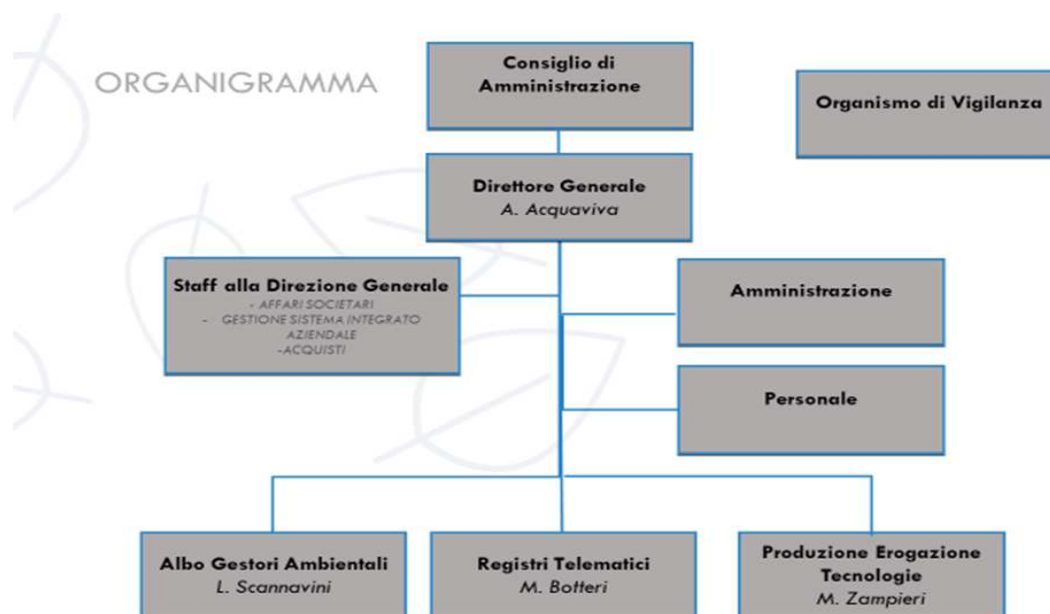 ORGANIGRAMMA
Consiglio di
Amministrazione
Organismo di Vigilanza
Direttore Generale
A. Acquaviva
Staff alla Direzione Generale
- AFFARI SOCIETARI
- GESTIONE SISTEMA INTEGRATO
AZIENDALE
-ACQUISTI
Amministrazione
Personale
Albo Gestori Ambientali
L. Scannavini
Registri Telematici
M. Botteri
Produzione Erogazione
Tecnologie
M. Zampieri